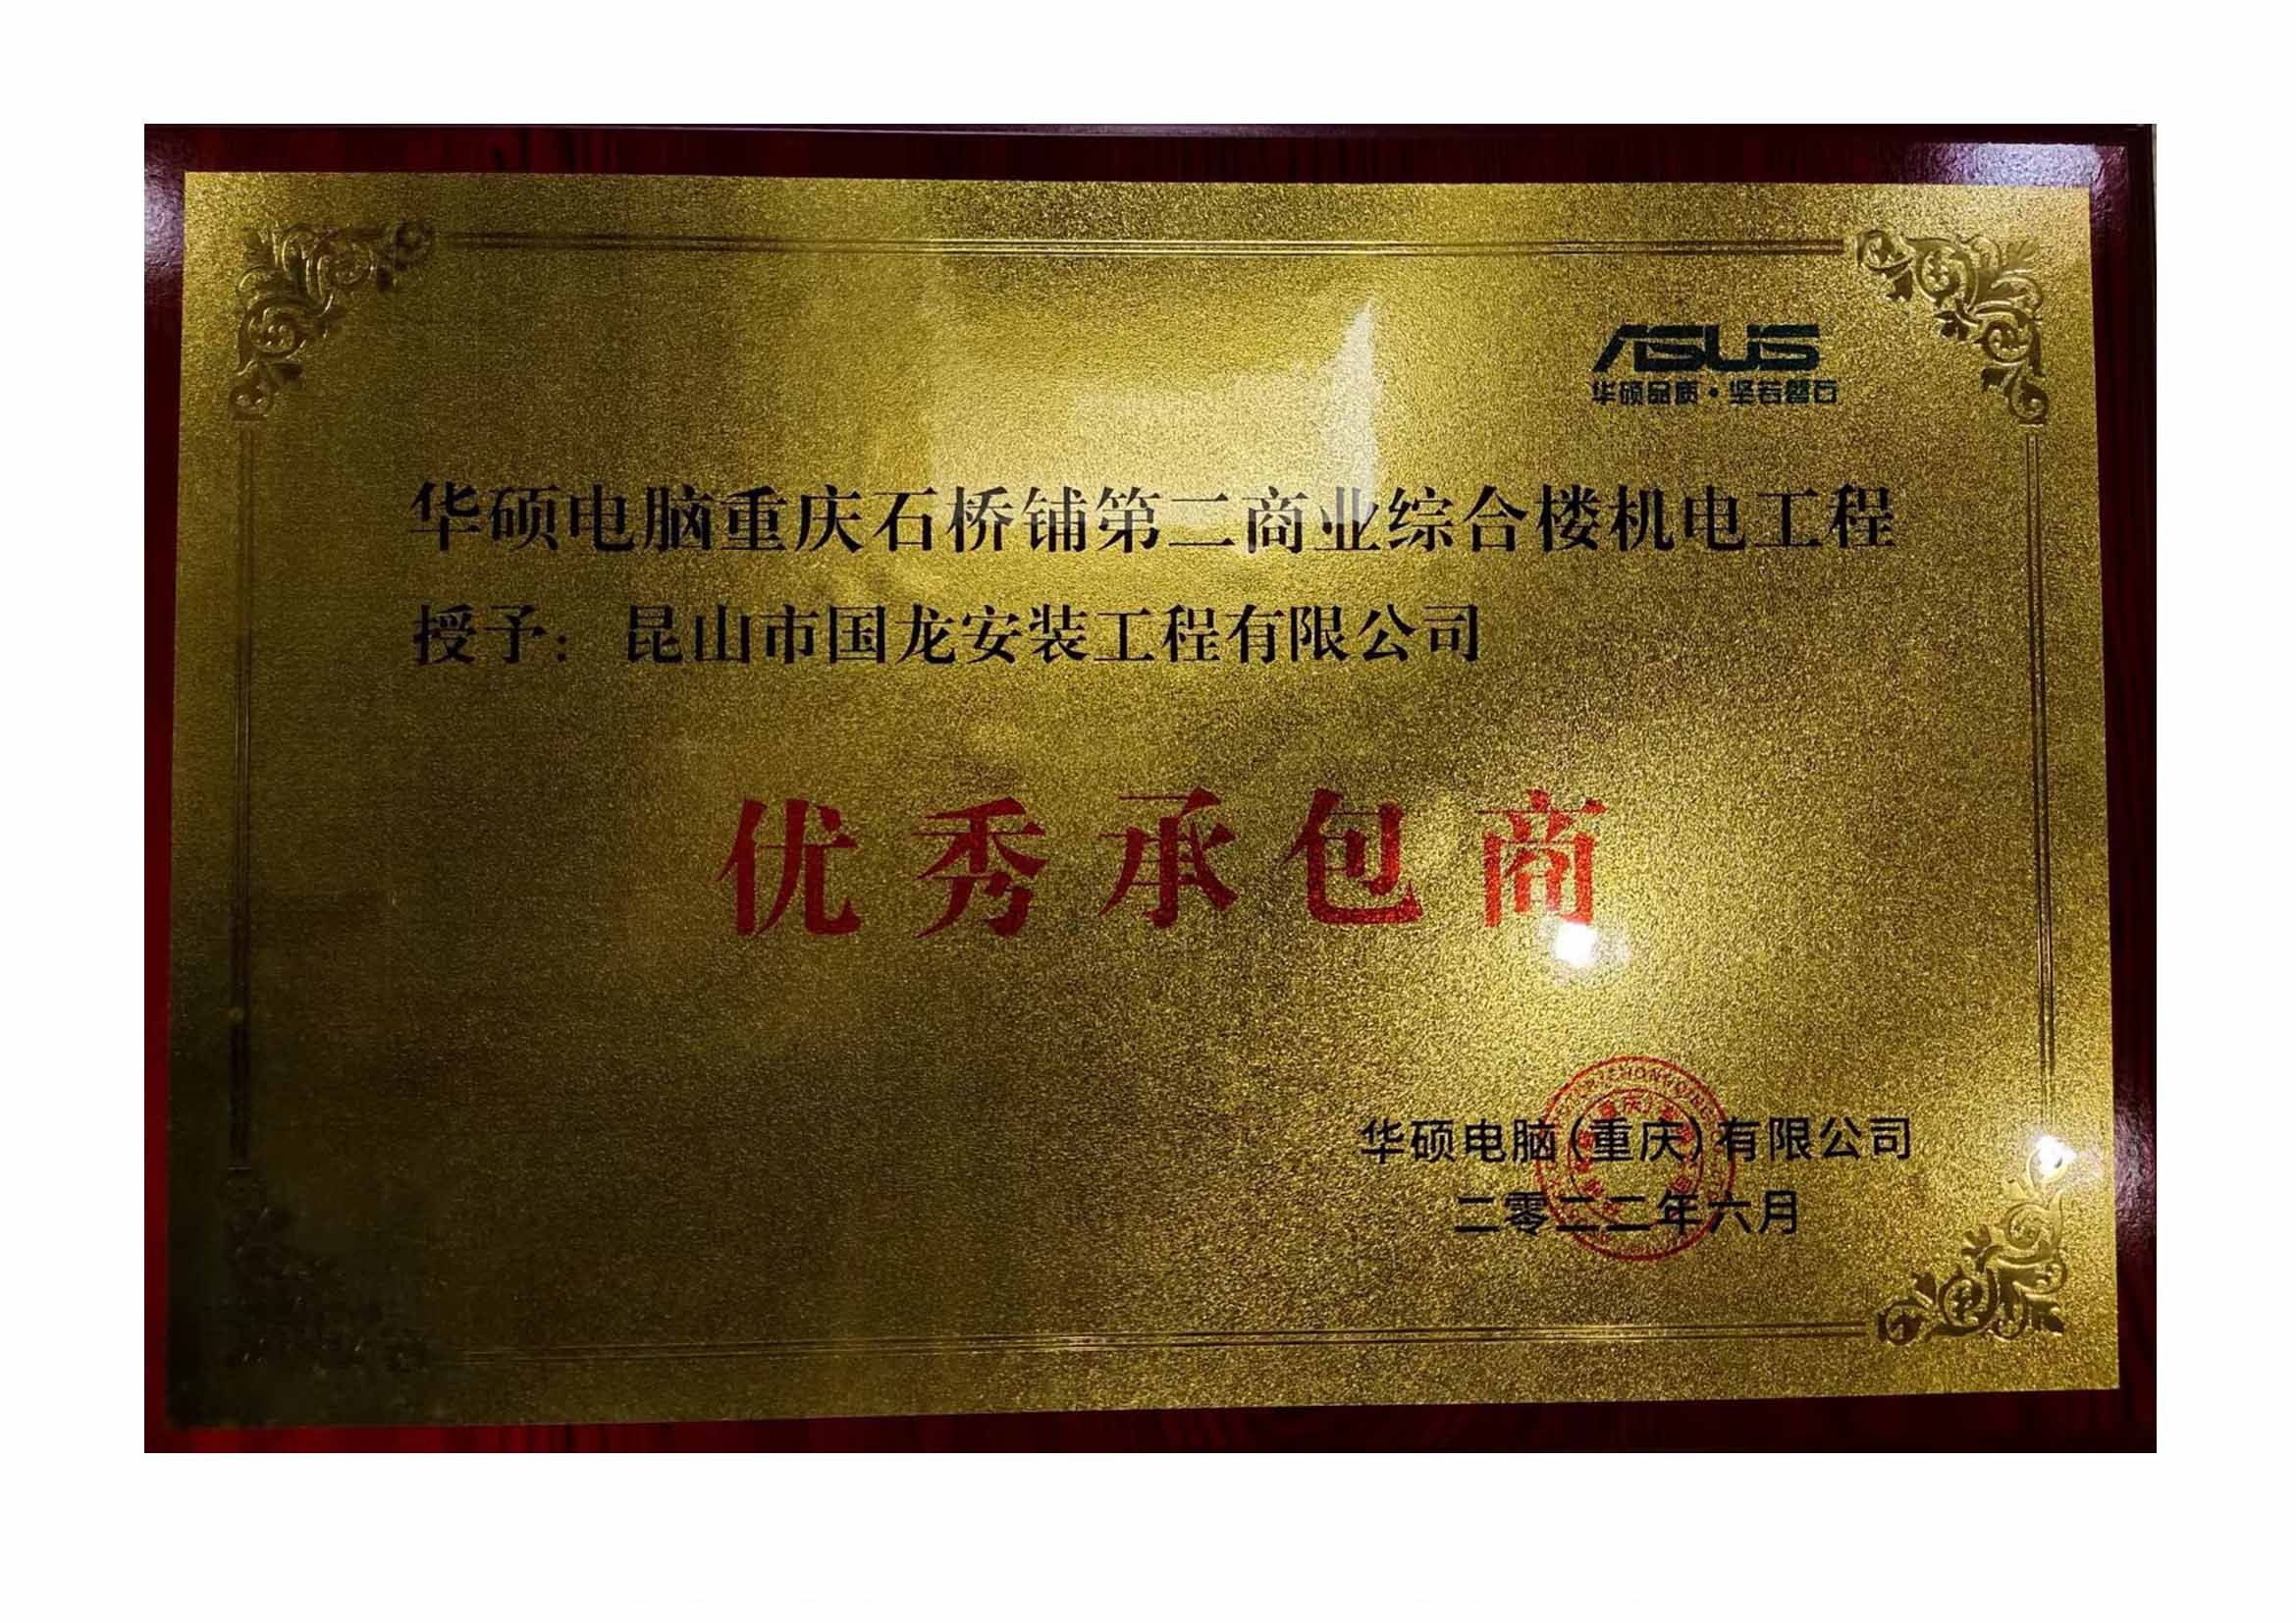 ASUS
华硕品质·坚若磐石
华硕电脑重庆石桥铺第二商业综合楼机电工程
授予：昆山市国龙安装工程有限公司
优秀承包商
华硕电脑（重庆）有限公司
二零二二年六月